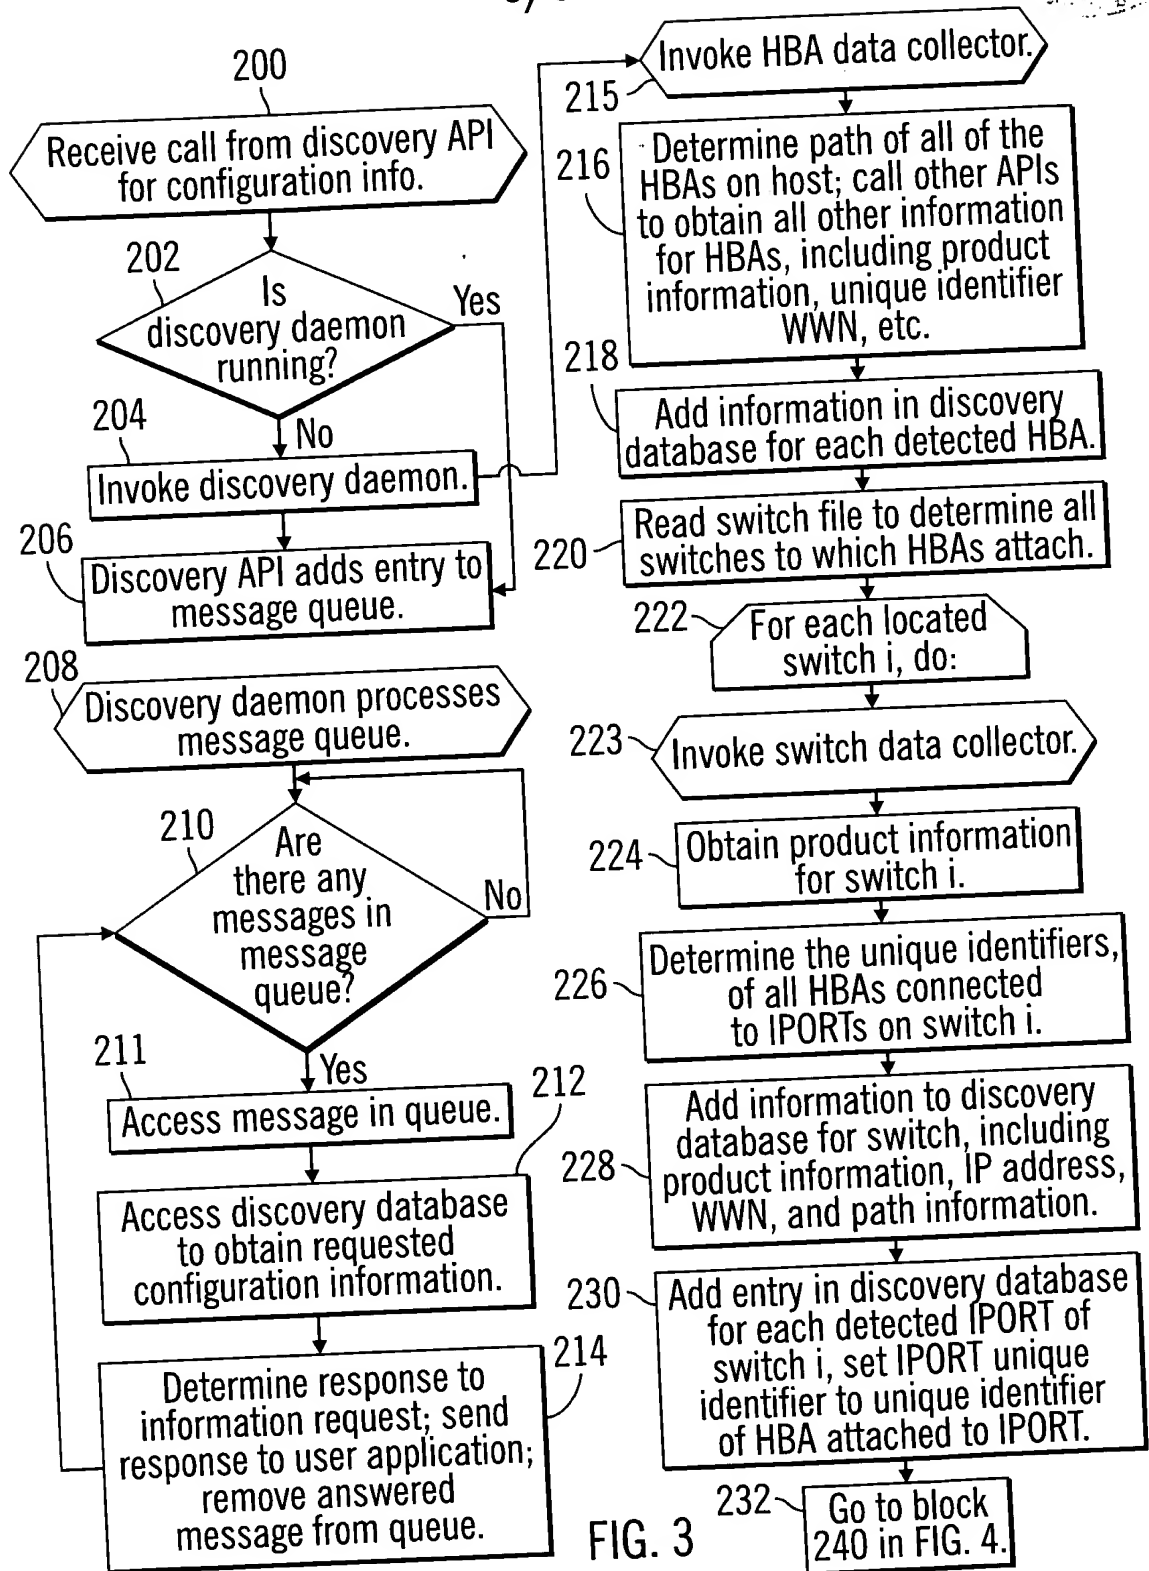 200
Receive call from discovery API
for configuration info.
202
Is
discovery daemon
running?
Yes
No
204
Invoke discovery daemon.
206
Discovery API adds entry to
message queue.
208
Discovery daemon processes
message queue.
210
Are
there any
messages in
message
queue?
No
Yes
211
Access message in queue.
212
Access discovery database
to obtain requested
configuration information.
214
Determine response to
information request; send
response to user application;
remove answered
message from queue.
215
Invoke HBA data collector.
216
Determine path of all of the
HBAs on host; call other APIs
to obtain all other information
for HBAs, including product
information, unique identifier
WWN, etc.
218
Add information in discovery
database for each detected HBA.
220
Read switch file to determine all
switches to which HBAs attach.
222
For each located
switch i, do:
223
Invoke switch data collector.
224
Obtain product information
for switch i.
226
Determine the unique identifiers,
of all HBAs connected
to IPORTs on switch i.
228
Add information to discovery
database for switch, including
product information, IP address,
WWN, and path information.
230
Add entry in discovery database
for each detected IPORT of
switch i, set IPORT unique
identifier to unique identifier
of HBA attached to IPORT.
232
Go to block
240 in FIG. 4.
FIG. 3